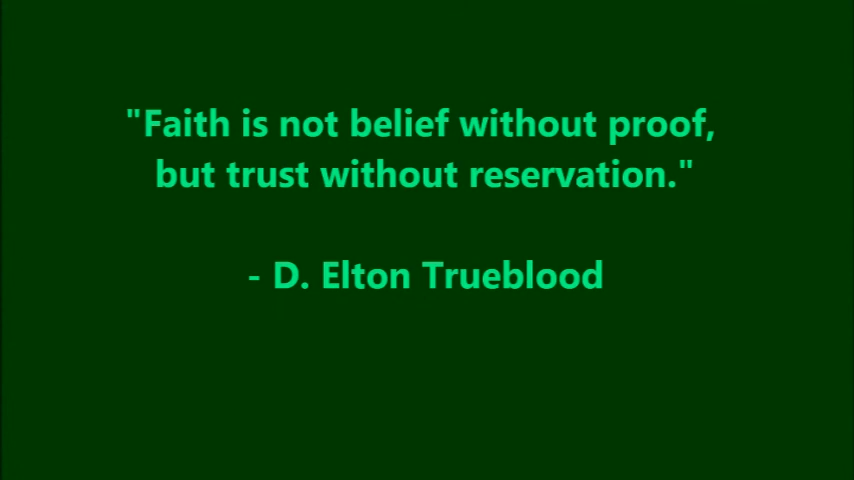 "Faith is not belief without proof,
but trust without reservation."
- D. Elton Trueblood